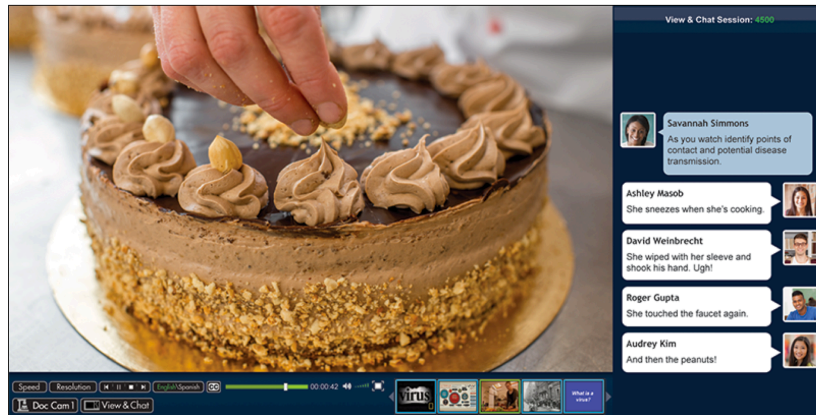 View & Chat Session: 4500
Savannah Simmons
As you watch identify points of
contact and potential disease
transmission.
Ashley Masob
She sneezes when she's cooking.
David Weinbrecht
She wiped with her sleeve and
shook his hand. Ugh!
Roger Gupta
She touched the faucet again.
Audrey Kim
And then the peanuts!
Speed Resolution English\Spanish CC 00:00:42
virus
What is a
virus?
Doc Cam 1 View & Chat